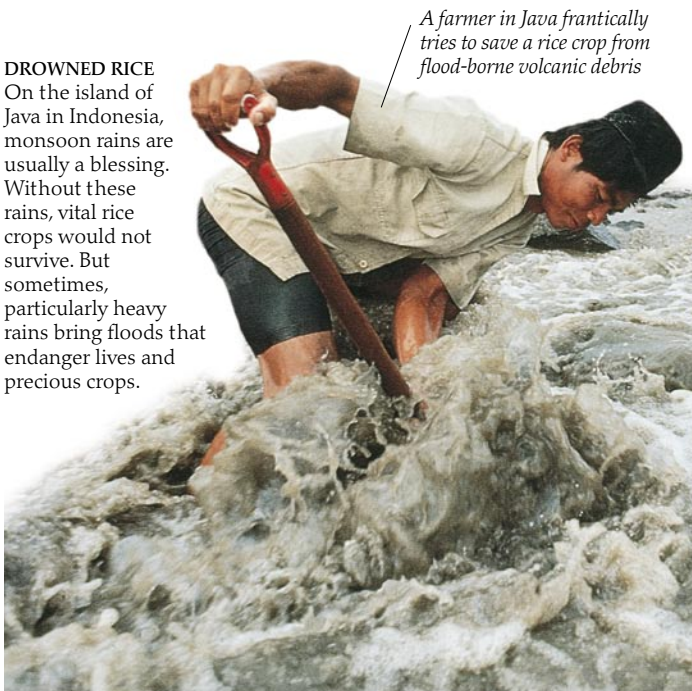 A farmer in Java frantically
tries to save a rice crop from
flood-borne volcanic debris
DROWNED RICE
On the island of
Java in Indonesia,
monsoon rains are
usually a blessing.
Without these
rains, vital rice
crops would not
survive. But
sometimes,
particularly heavy
rains bring floods that
endanger lives and
precious crops.